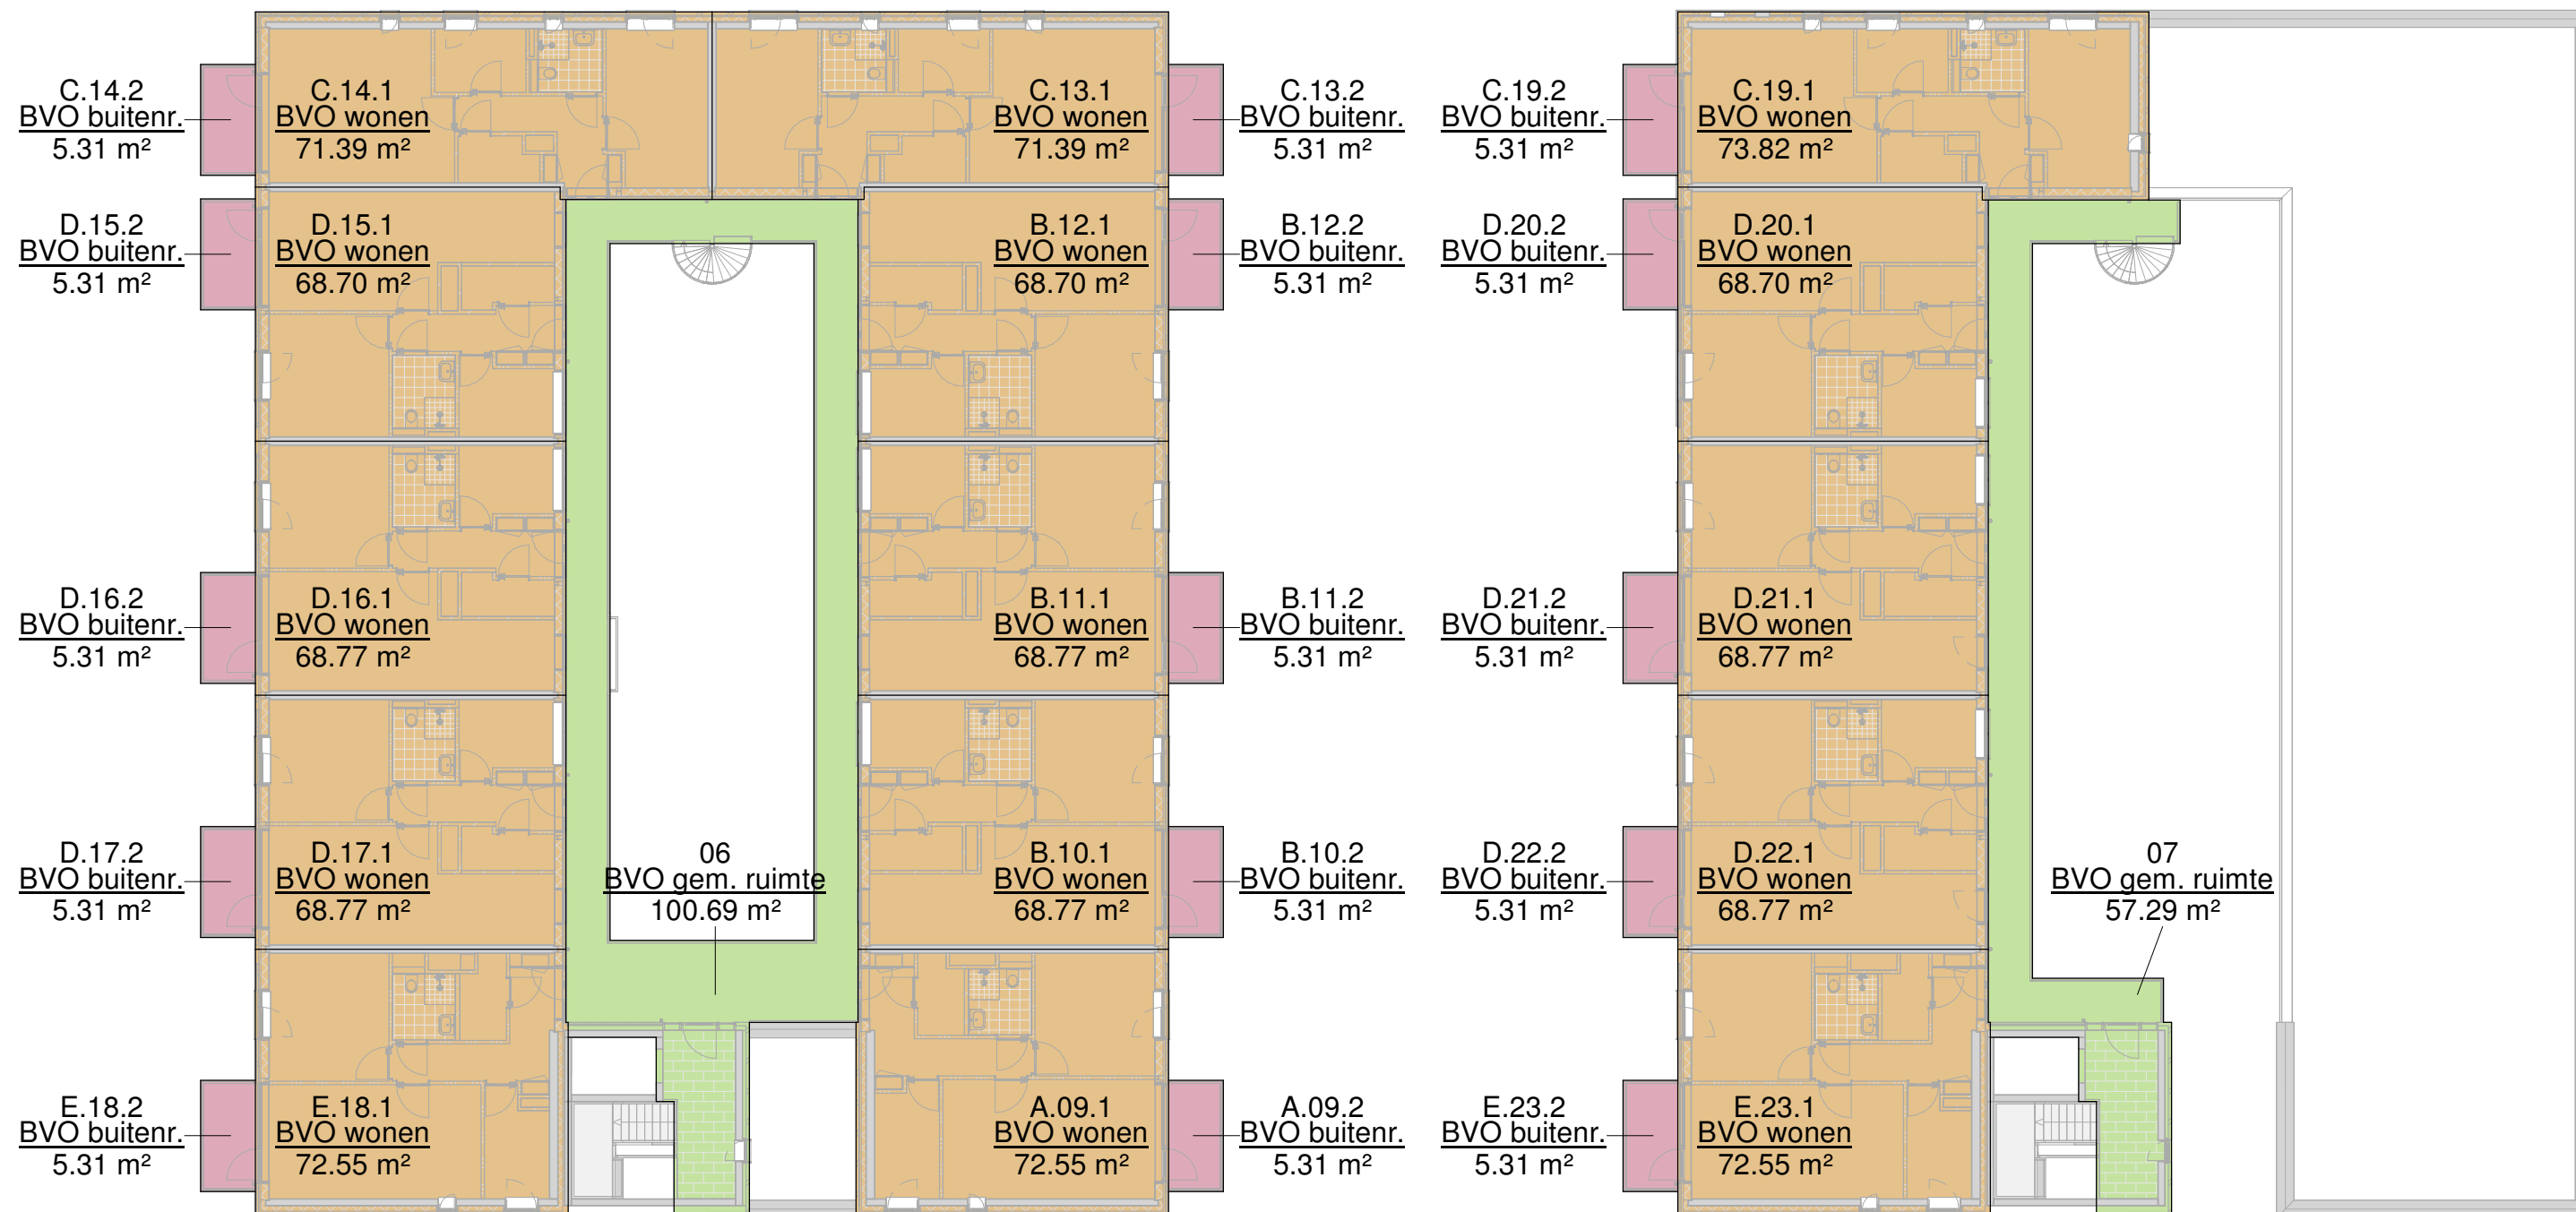 C.14.2
BVO buitenr.
5.31 m²
C.14.1
BVO wonen
71.39 m²
C.13.1
BVO wonen
71.39 m²
C.13.2
BVO buitenr.
5.31 m²
C.19.2
BVO buitenr.
5.31 m²
C.19.1
BVO wonen
73.82 m²
D.15.2
BVO buitenr.
5.31 m²
D.15.1
BVO wonen
68.70 m²
B.12.1
BVO wonen
68.70 m²
B.12.2
BVO buitenr.
5.31 m²
D.20.2
BVO buitenr.
5.31 m²
D.20.1
BVO wonen
68.70 m²
D.16.2
BVO buitenr.
5.31 m²
D.16.1
BVO wonen
68.77 m²
B.11.1
BVO wonen
68.77 m²
B.11.2
BVO buitenr.
5.31 m²
D.21.2
BVO buitenr.
5.31 m²
D.21.1
BVO wonen
68.77 m²
D.17.2
BVO buitenr.
5.31 m²
D.17.1
BVO wonen
68.77 m²
06
BVO gem. ruimte
100.69 m²
B.10.1
BVO wonen
68.77 m²
B.10.2
BVO buitenr.
5.31 m²
D.22.2
BVO buitenr.
5.31 m²
D.22.1
BVO wonen
68.77 m²
07
BVO gem. ruimte
57.29 m²
E.18.2
BVO buitenr.
5.31 m²
E.18.1
BVO wonen
72.55 m²
A.09.1
BVO wonen
72.55 m²
A.09.2
BVO buitenr.
5.31 m²
E.23.2
BVO buitenr.
5.31 m²
E.23.1
BVO wonen
72.55 m²